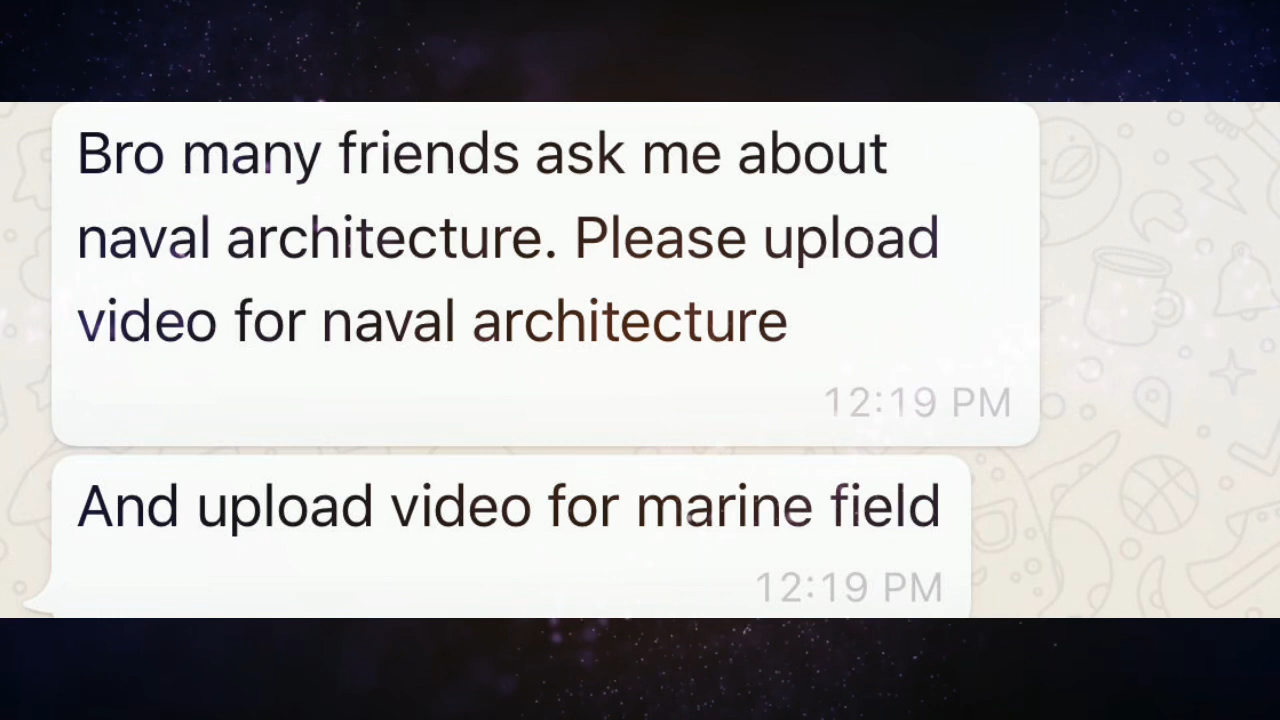 Bro many friends ask me about
naval architecture. Please upload
video for naval architecture
12:19 PM
And upload video for marine field
12:19 PM